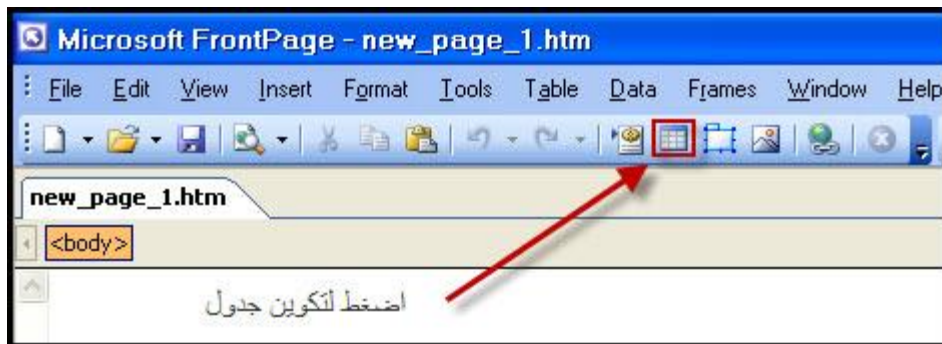 Microsoft FrontPage - new_page_1.htm
File Edit View Insert Format Tools Table Data Frames Window Help
new_page_1.htm
<body>
اضغط لتكوين جدول